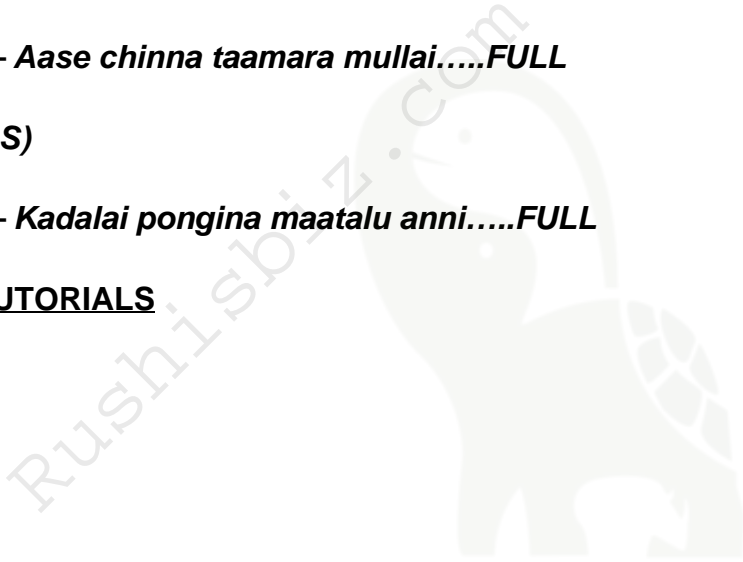 – Aase chinna taamara mullai…..FULL
S)
– Kadalai pongina maatalu anni…..FULL
UTORIALS
Rushisbiz.com